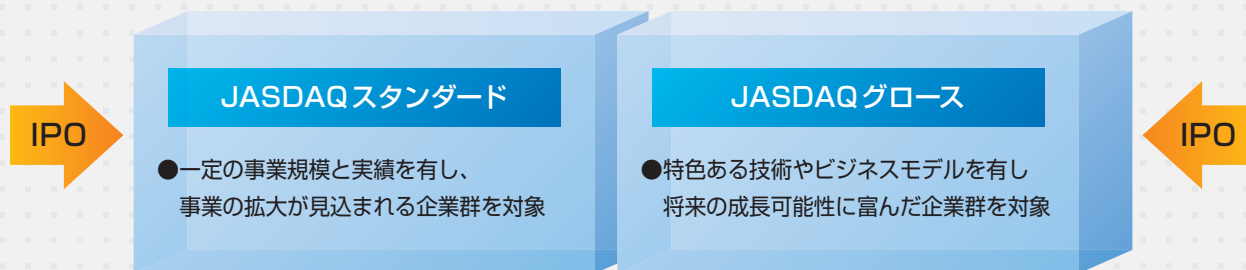 IPO
JASDAQスタンダード
●一定の事業規模と実績を有し、
事業の拡大が見込まれる企業群を対象
JASDAQグロース
●特色ある技術やビジネスモデルを有し
将来の成長可能性に富んだ企業群を対象
IPO